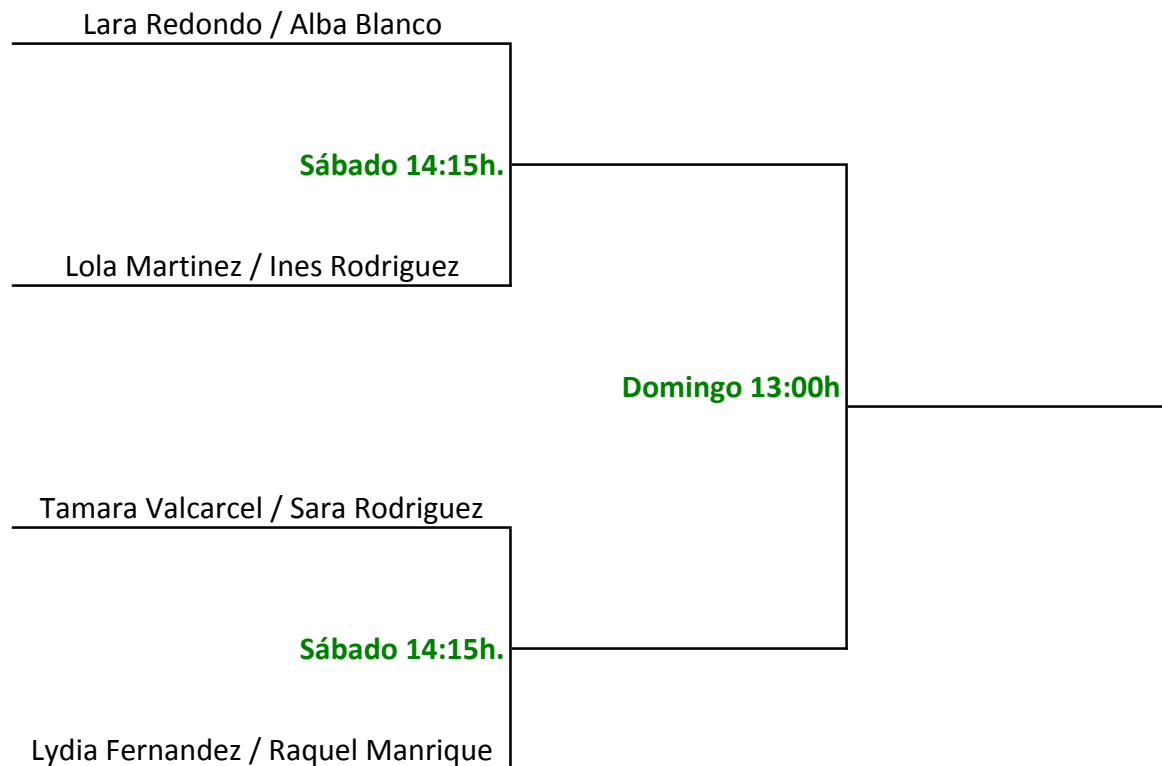 Lara Redondo / Alba Blanco
Sábado 14:15h.
Lola Martinez / Ines Rodriguez
Domingo 13:00h
Tamara Valcarcel / Sara Rodriguez
Sábado 14:15h.
Lydia Fernandez / Raquel Manrique